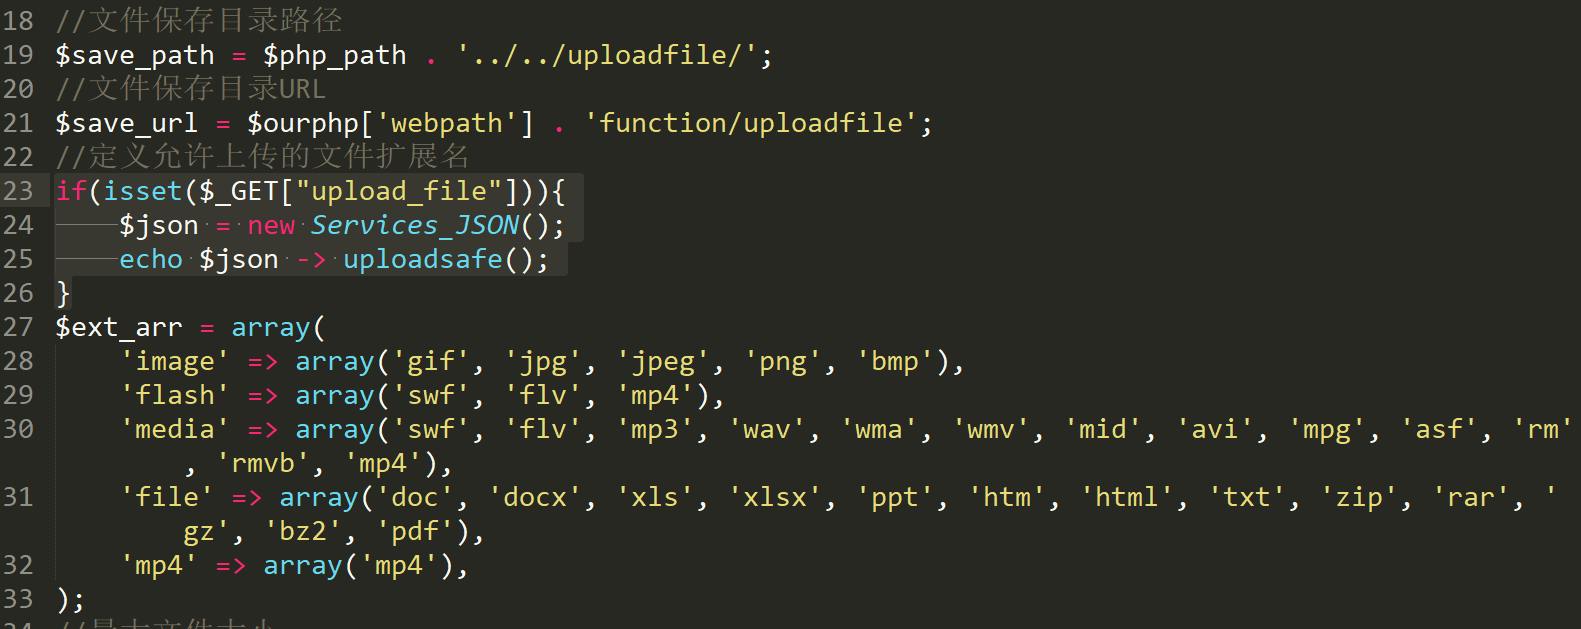 18 //文件保存目录路径
19 $save_path = $php_path . '../../uploadfile/';
20 //文件保存目录URL
21 $save_url = $ourphp['webpath'] . 'function/uploadfile';
22 //定义允许上传的文件扩展名
23 if(isset($_GET["upload_file"])){
24 $json = new Services_JSON();
25 echo $json -> uploadsafe();
26 }
27 $ext_arr = array(
28 'image' => array('gif', 'jpg', 'jpeg', 'png', 'bmp'),
29 'flash' => array('swf', 'flv', 'mp4'),
30 'media' => array('swf', 'flv', 'mp3', 'wav', 'wma', 'wmv', 'mid', 'avi', 'mpg', 'asf', 'rm'
, 'rmvb', 'mp4'),
31 'file' => array('doc', 'docx', 'xls', 'xlsx', 'ppt', 'htm', 'html', 'txt', 'zip', 'rar', '
gz', 'bz2', 'pdf'),
32 'mp4' => array('mp4'),
33 );